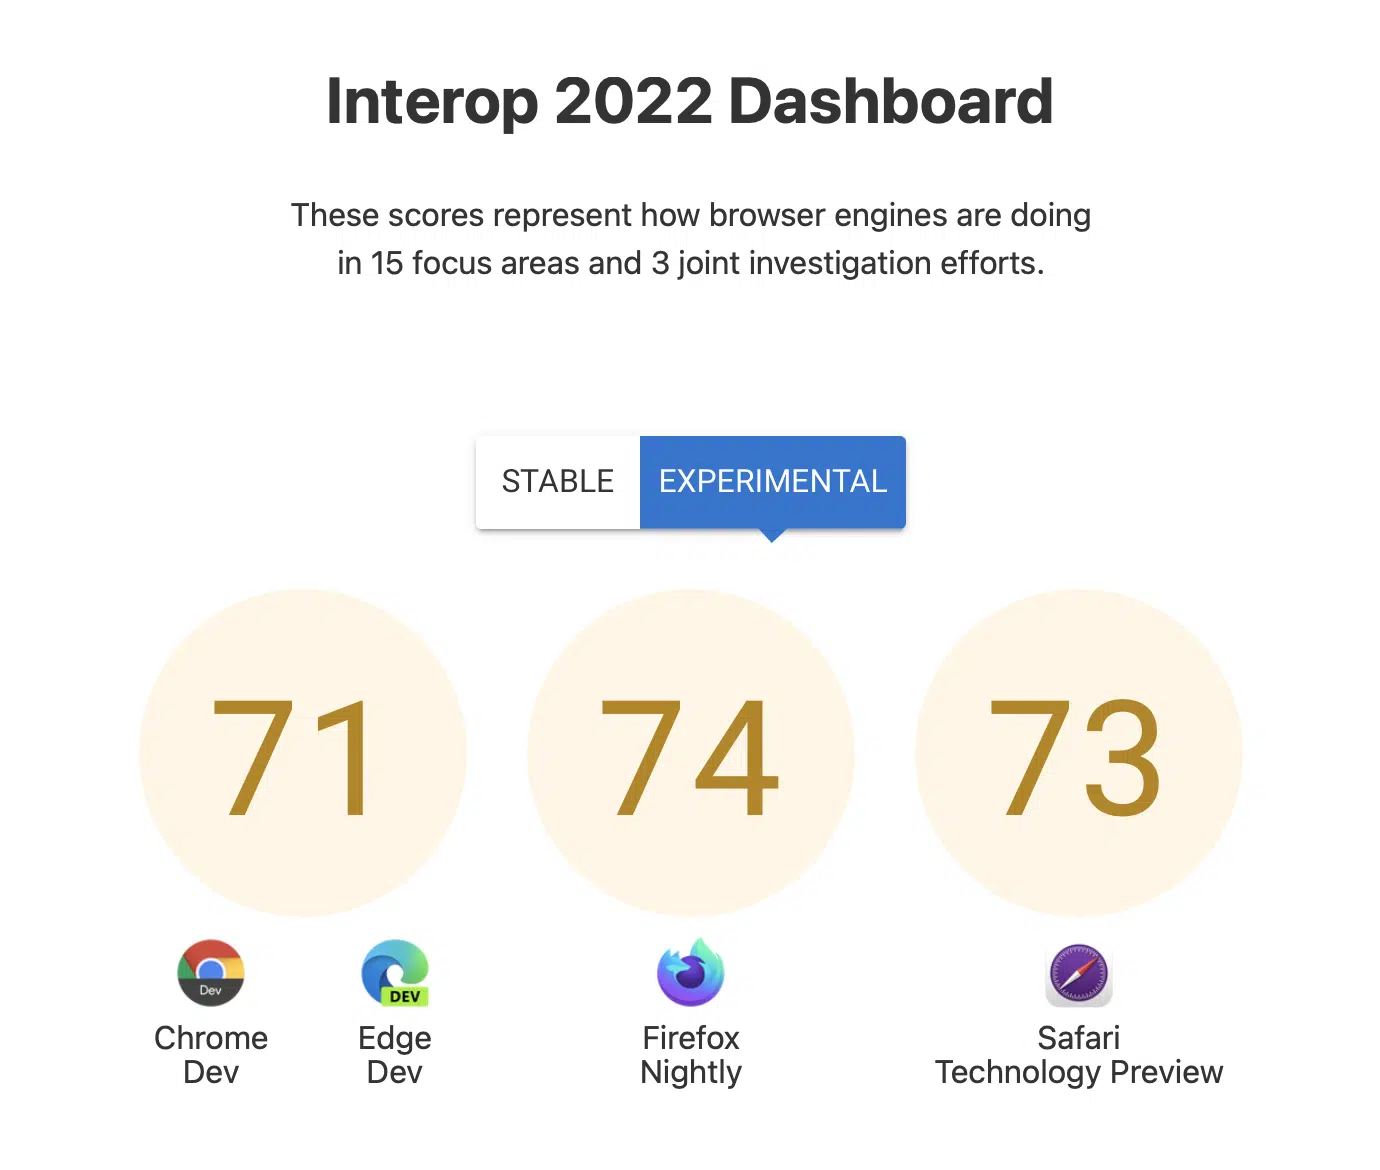 Interop 2022 Dashboard
These scores represent how browser engines are doing
in 15 focus areas and 3 joint investigation efforts.
STABLE
EXPERIMENTAL
71
74
73
Dev
DEV
Chrome
Dev
Edge
Dev
Firefox
Nightly
Safari
Technology Preview